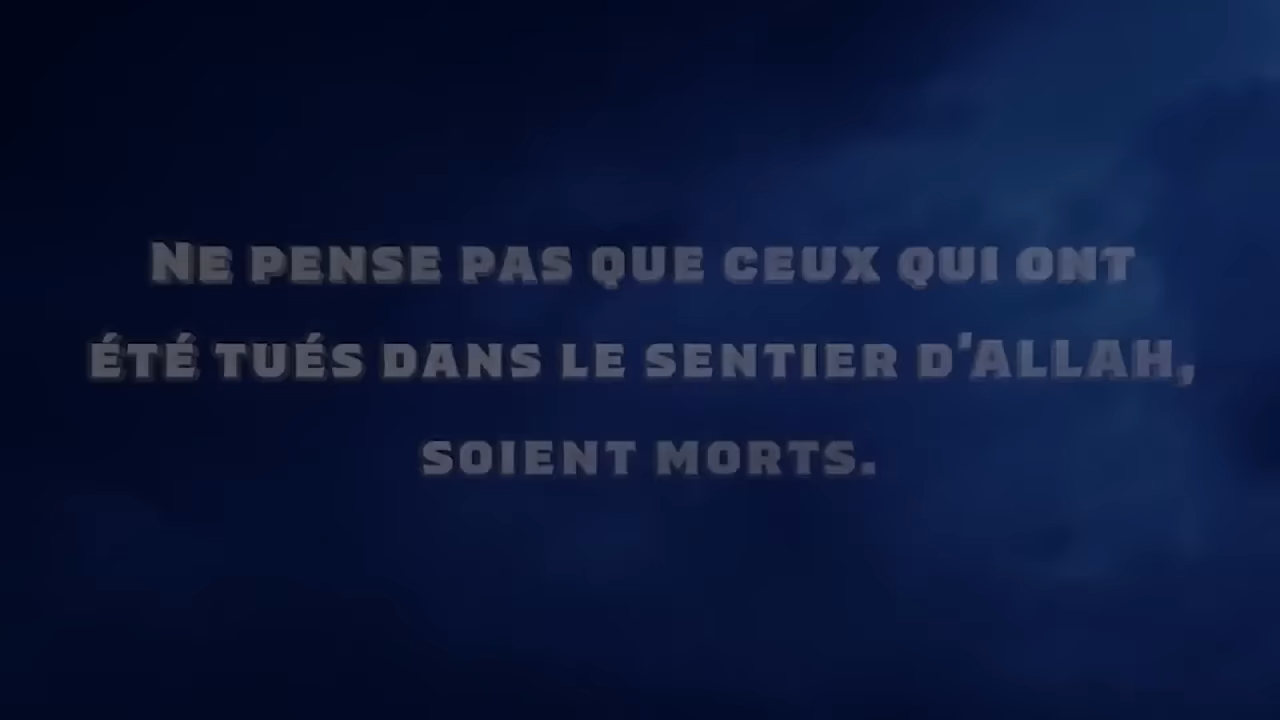 Ne pense pas que ceux qui ont
été tués dans le sentier d'ALLAH,
soient morts.